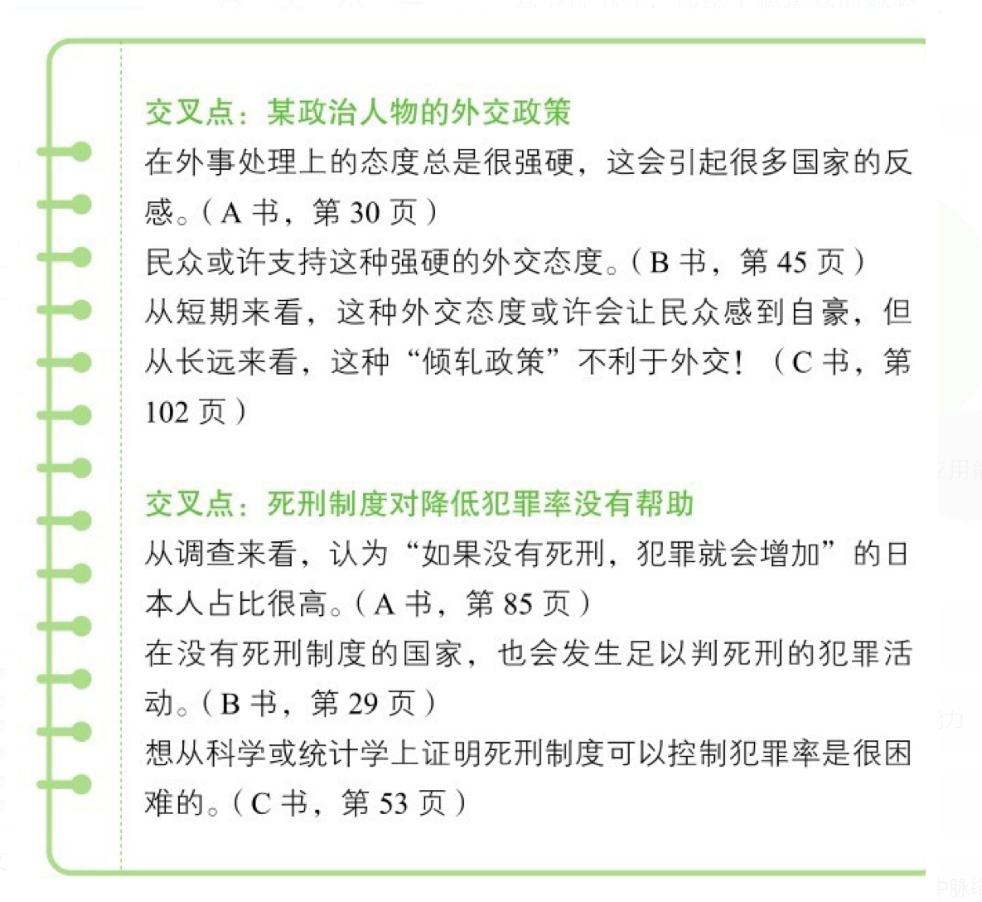 交叉点：某政治人物的外交政策
在外事处理上的态度总是很强硬，这会引起很多国家的反
感。（A 书，第 30 页）
民众或许支持这种强硬的外交态度。（B 书，第 45 页）
从短期来看，这种外交态度或许会让民众感到自豪，但
从长远来看，这种“倾轧政策”不利于外交！（C 书，第
102 页）
交叉点：死刑制度对降低犯罪率没有帮助
从调查来看，认为“如果没有死刑，犯罪就会增加”的日
本人占比很高。（A 书，第 85 页）
在没有死刑制度的国家，也会发生足以判死刑的犯罪活
动。（B 书，第 29 页）
想从科学或统计学上证明死刑制度可以控制犯罪率是很困
难的。（C 书，第 53 页）